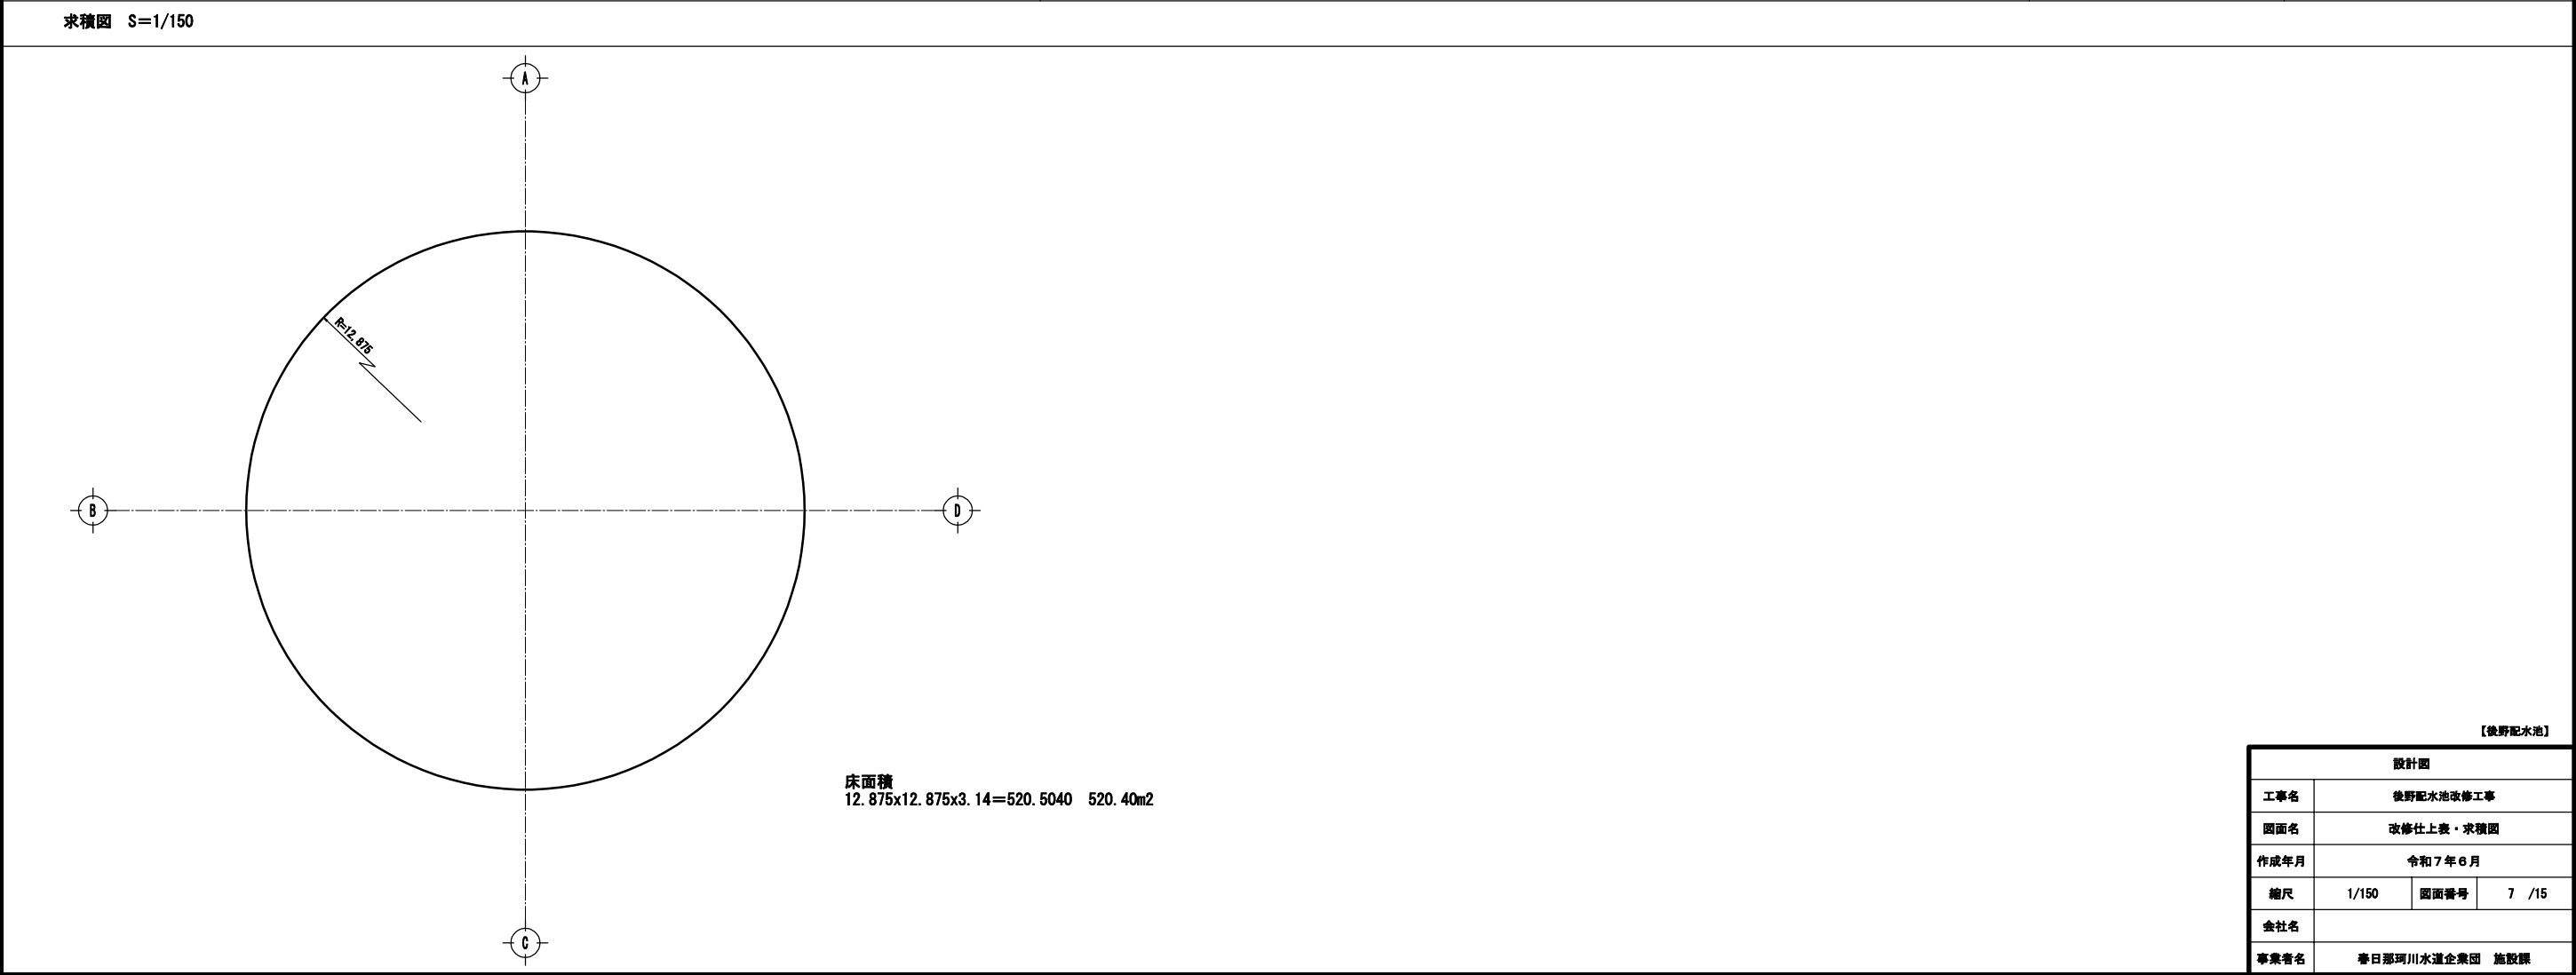 求積図　S＝1/150
A
R=12,875
B
D
床面積
12.875x12.875x3.14＝520.5040　520.40m2
C
【後野配水池】
設計図
工事名　後野配水池改修工事
図面名　改修仕上表・求積図
作成年月　令和７年６月
縮尺　1/150　図面番号　7　/15
会社名
事業者名　春日那珂川水道企業団　施設課